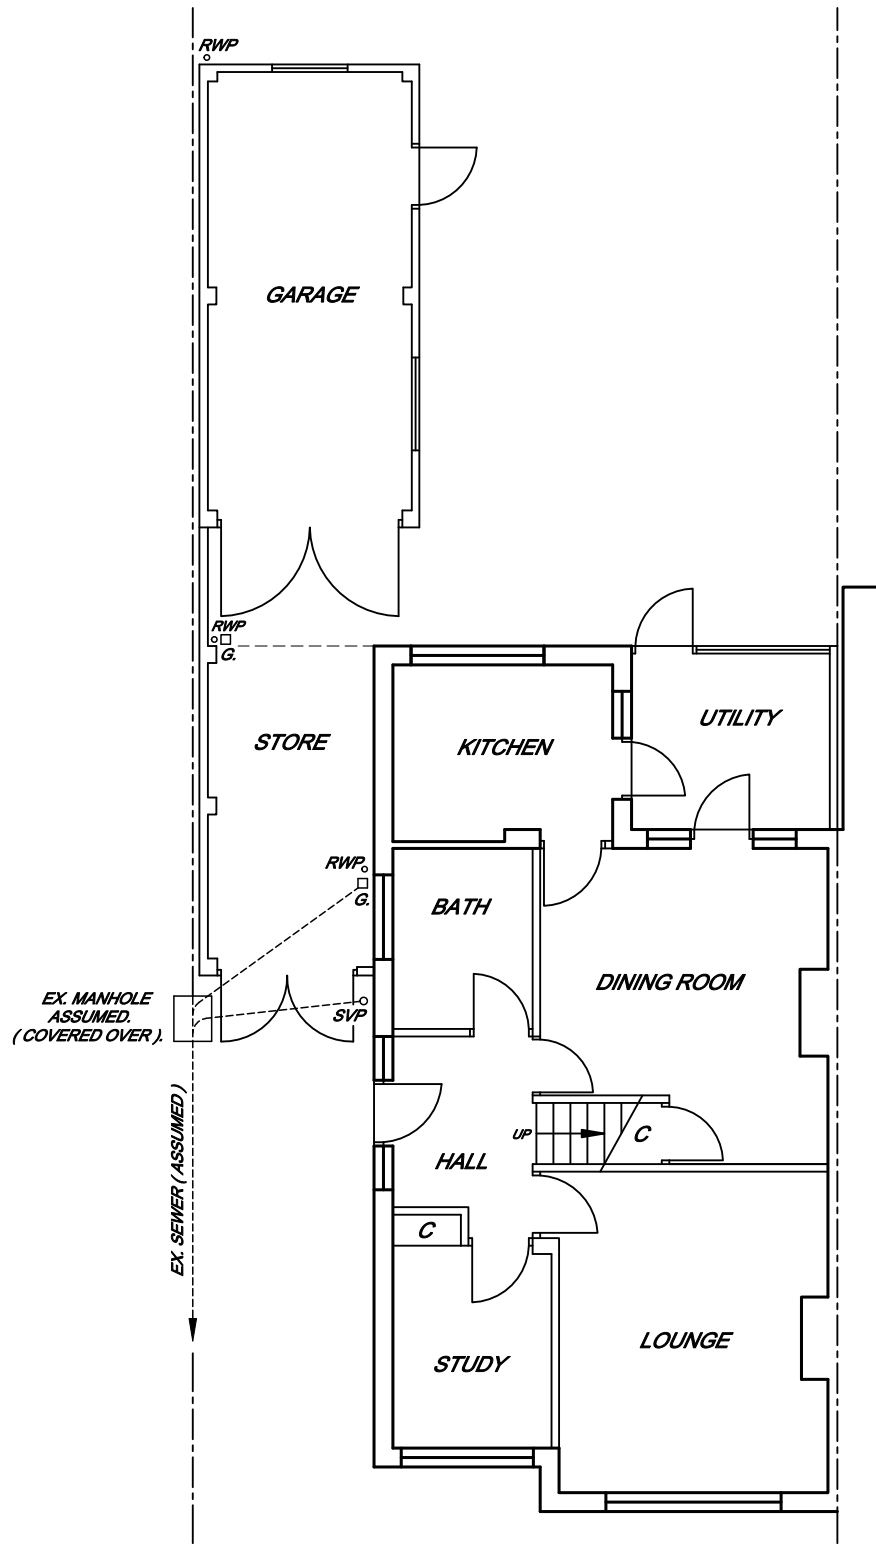 RWP
GARAGE
RWP
G.
STORE
KITCHEN
UTILITY
RWP
G.
BATH
DINING ROOM
EX. MANHOLE
ASSUMED.
( COVERED OVER ).
SVP
UP
C
HALL
EX. SEWER ( ASSUMED )
C
LOUNGE
STUDY